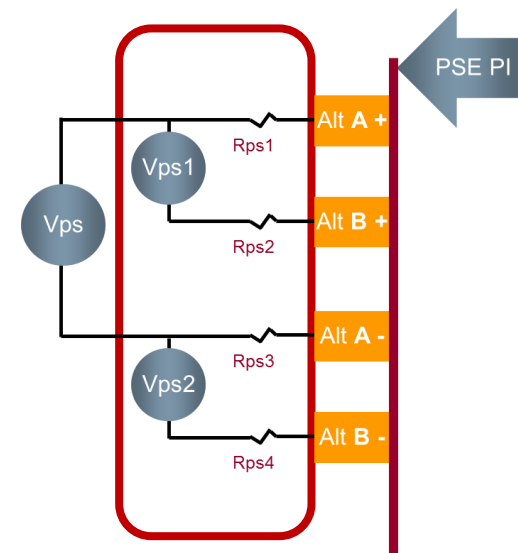 PSE PI
Alt A +
Rps1
Vps1
Vps
Alt B +
Rps2
Alt A -
Rps3
Vps2
Alt B -
Rps4